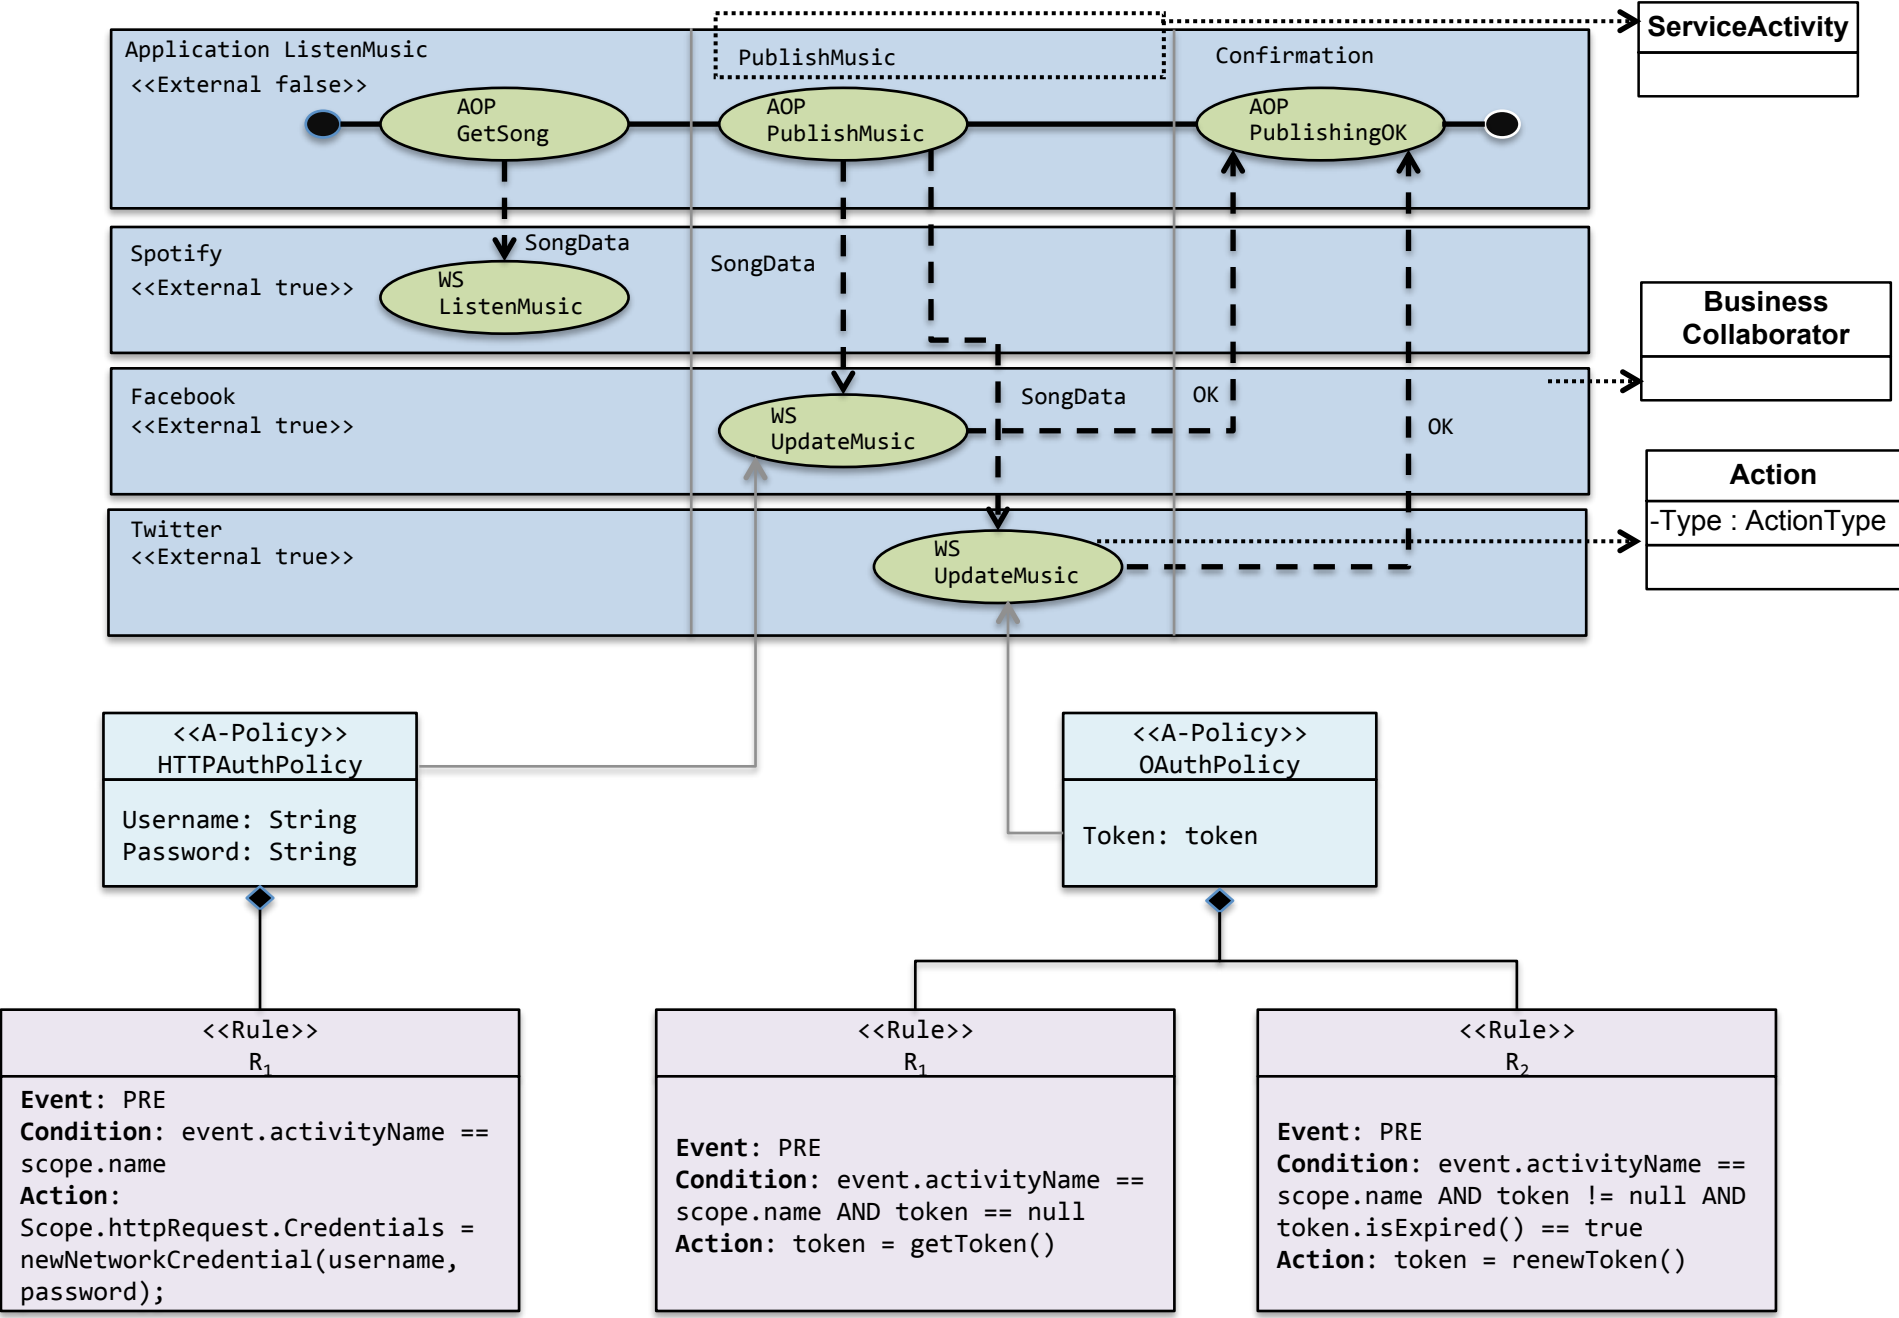 Application ListenMusic
<<External false>>
PublishMusic
Confirmation
ServiceActivity
AOP
GetSong
AOP
PublishMusic
AOP
PublishingOK
Spotify
<<External true>>
SongData
WS
ListenMusic
SongData
Business
Collaborator
Facebook
<<External true>>
WS
UpdateMusic
SongData
OK
OK
Action
-Type : ActionType
Twitter
<<External true>>
WS
UpdateMusic
<<A-Policy>>
HTTPAuthPolicy
Username: String
Password: String
<<A-Policy>>
OAuthPolicy
Token: token
<<Rule>>
R1
Event: PRE
Condition: event.activityName ==
scope.name
Action:
Scope.httpRequest.Credentials =
newNetworkCredential(username,
password);
<<Rule>>
R1
Event: PRE
Condition: event.activityName ==
scope.name AND token == null
Action: token = getToken()
<<Rule>>
R2
Event: PRE
Condition: event.activityName ==
scope.name AND token != null AND
token.isExpired() == true
Action: token = renewToken()